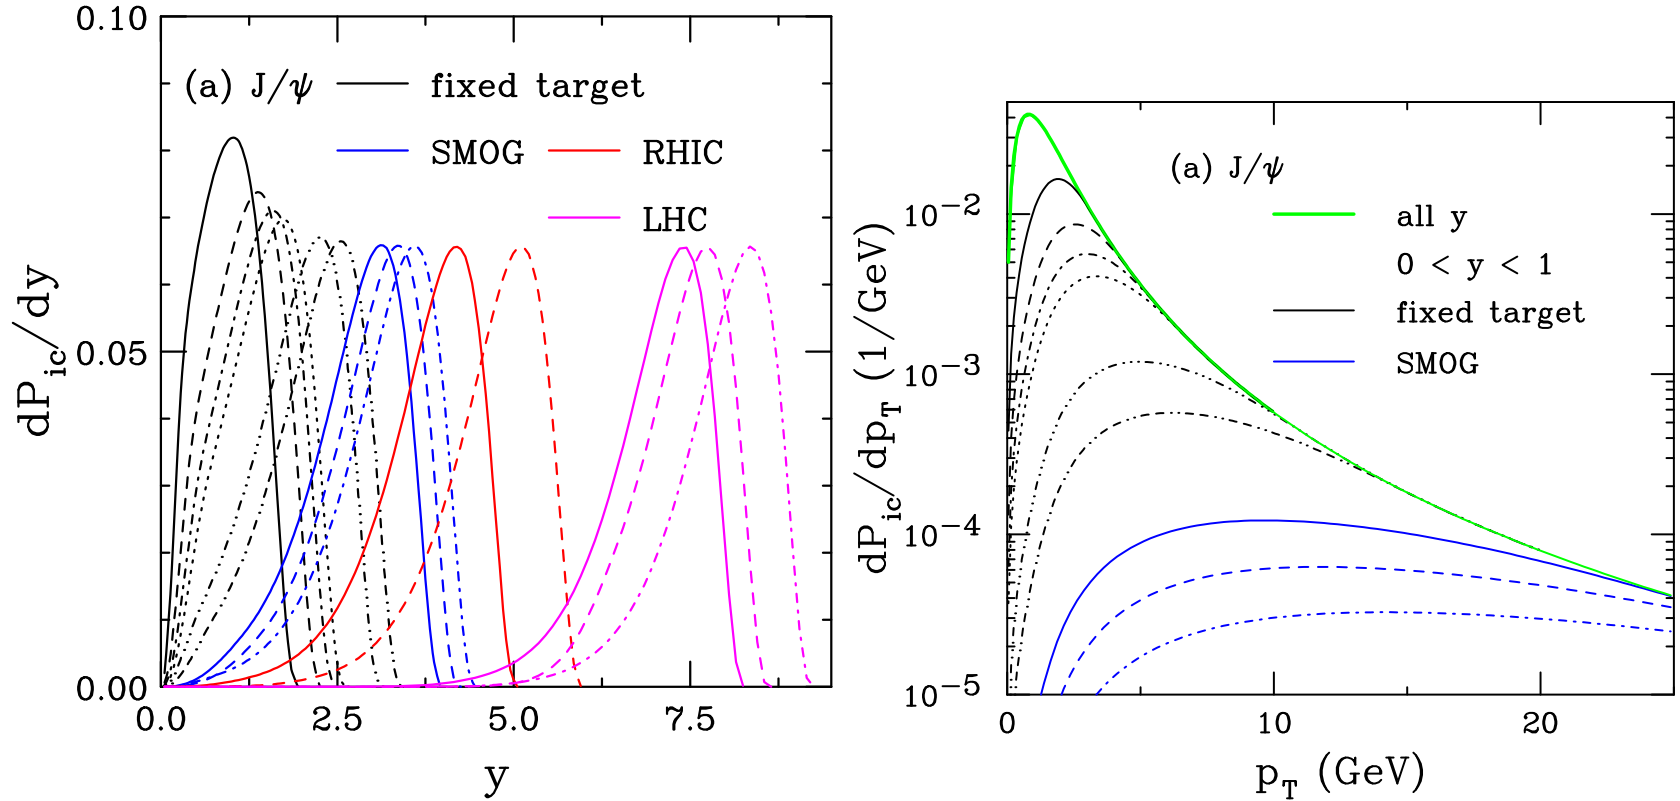 0.10
(a) J/ψ fixed target
SMOG RHIC
LHC
dP_ic/dy
0.05
0.00
0.0 2.5 5.0 7.5
y
(a) J/ψ
all y
0 < y < 1
fixed target
SMOG
dP_ic/dp_T (1/GeV)
10^-2
10^-3
10^-4
10^-5
0 10 20
p_T (GeV)